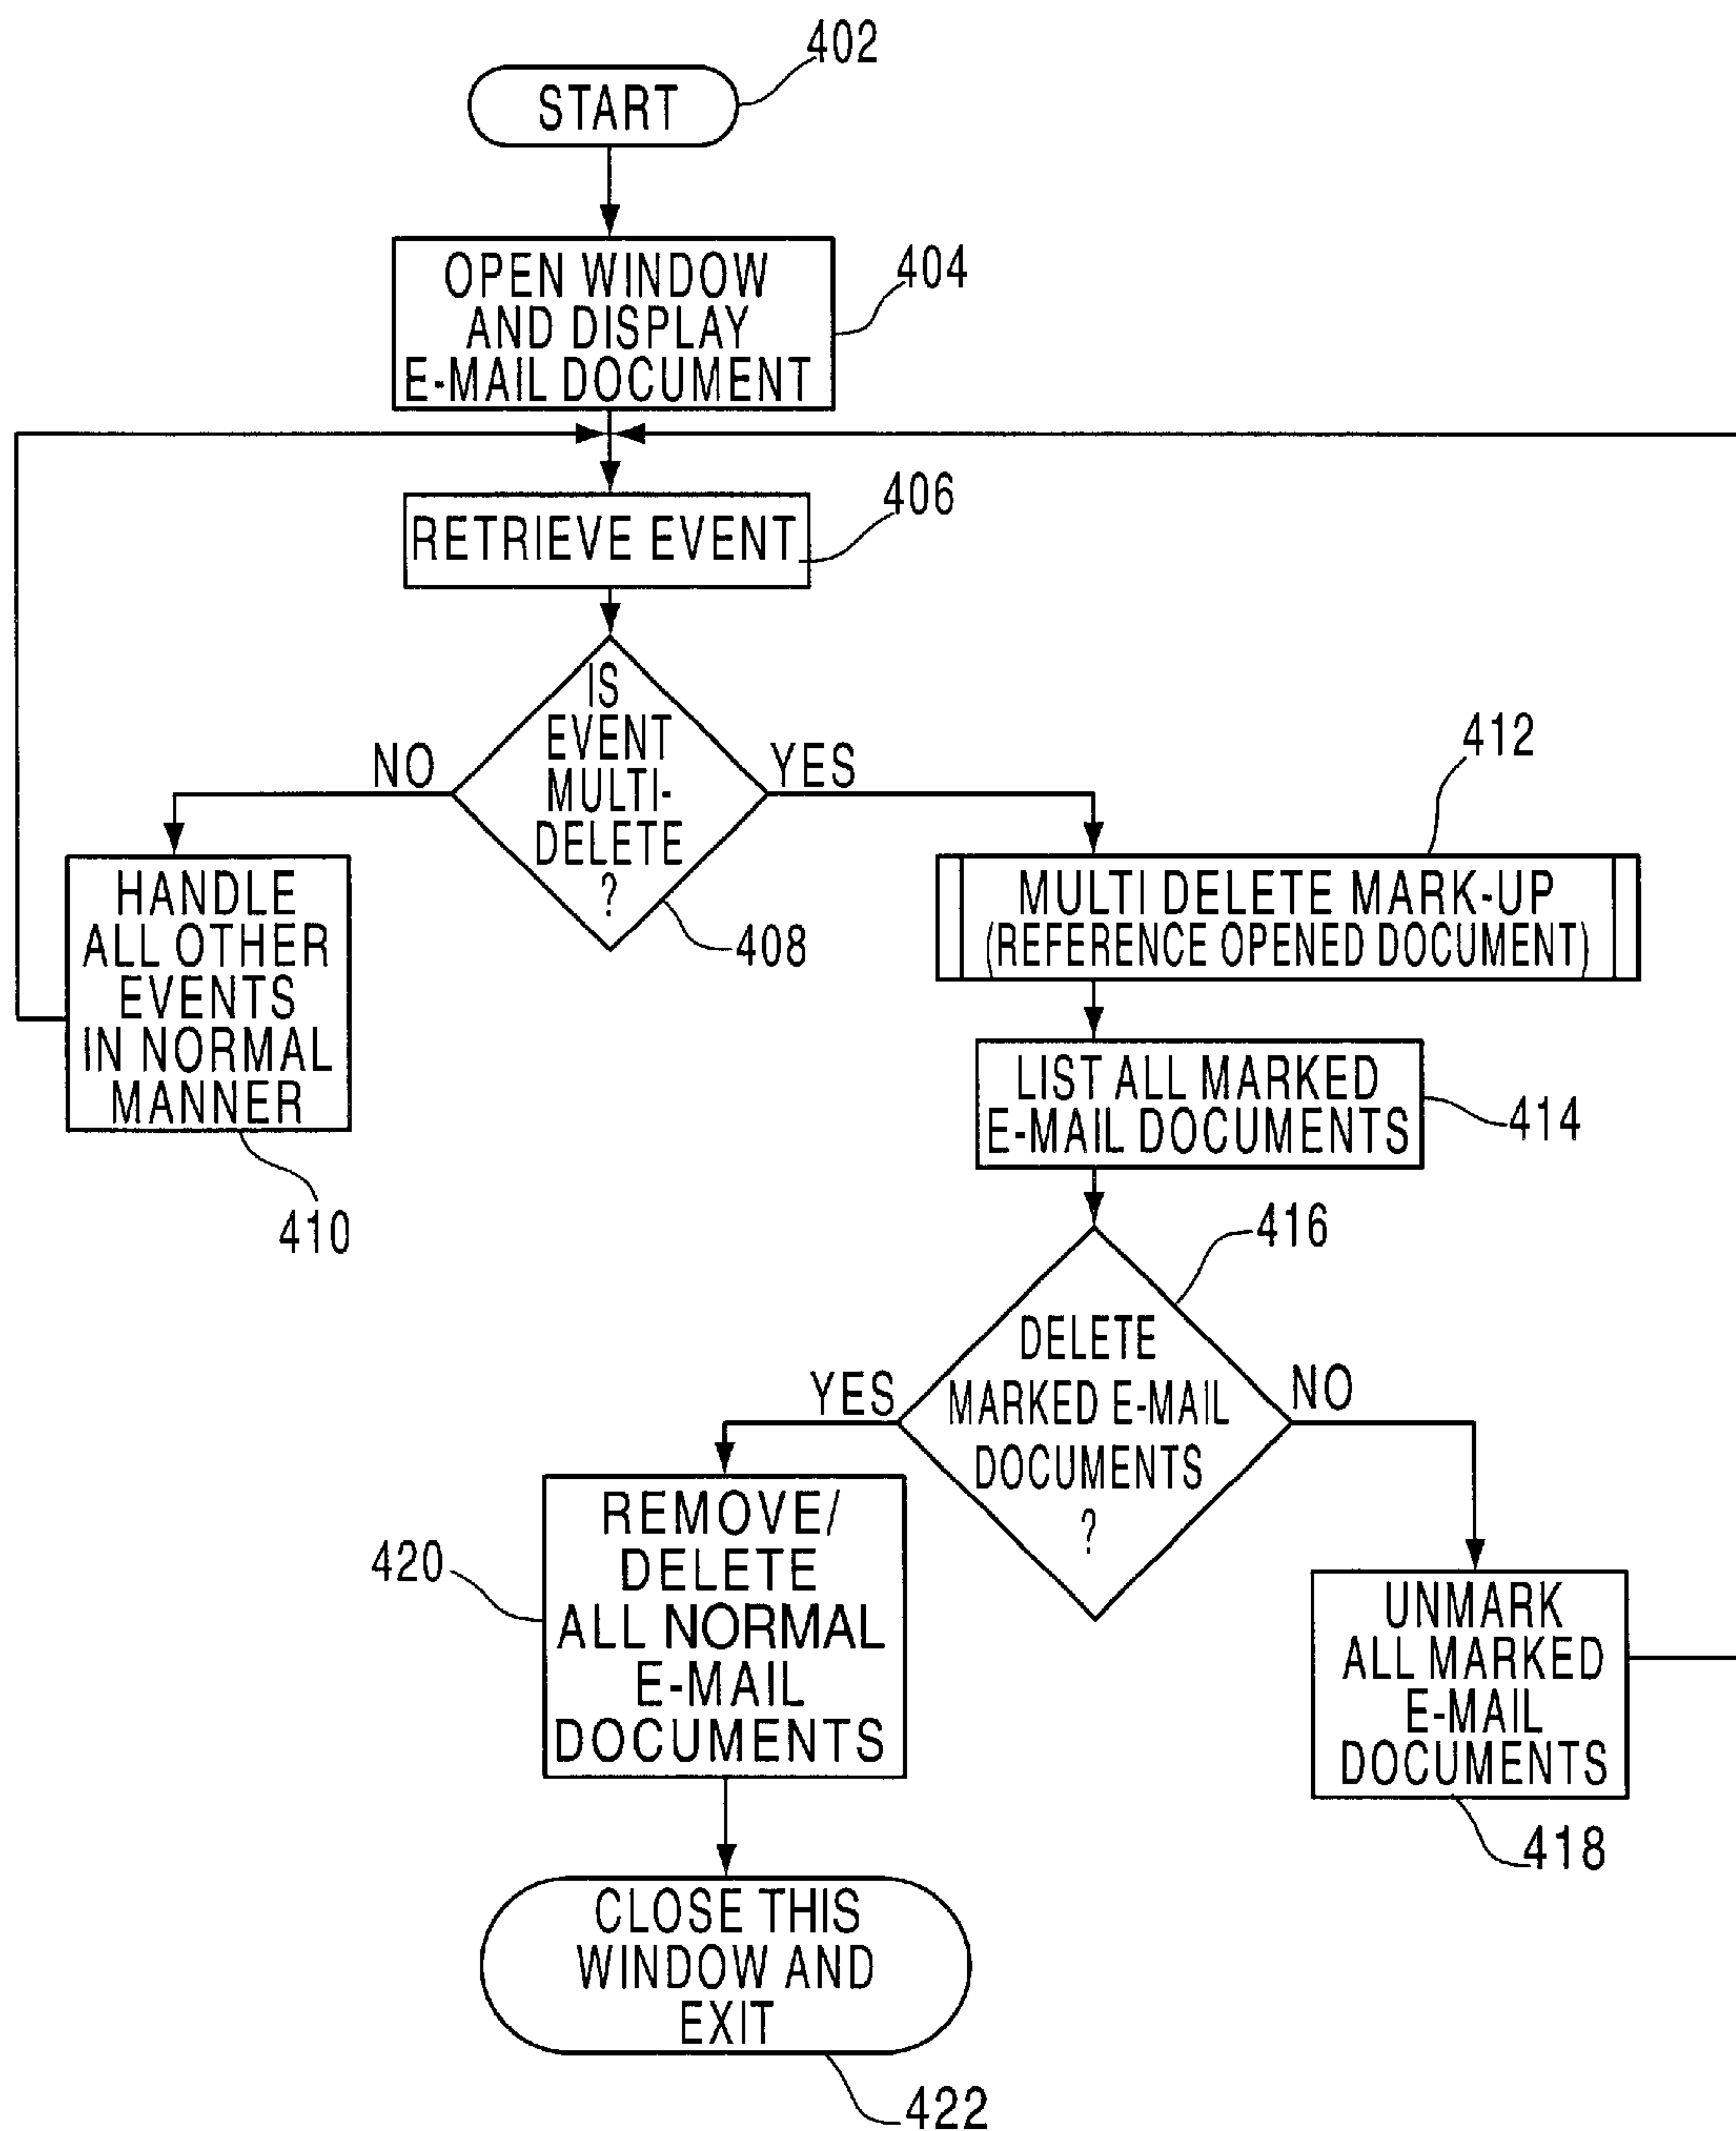 402
START
OPEN WINDOW
AND DISPLAY
E-MAIL DOCUMENT
404
RETRIEVE EVENT
406
IS
EVENT
MULTI-
DELETE
?
NO
YES
408
HANDLE
ALL OTHER
EVENTS
IN NORMAL
MANNER
410
412
MULTI DELETE MARK-UP
(REFERENCE OPENED DOCUMENT)
LIST ALL MARKED
E-MAIL DOCUMENTS
414
416
DELETE
MARKED E-MAIL
DOCUMENTS
?
YES
NO
REMOVE/
DELETE
ALL NORMAL
E-MAIL
DOCUMENTS
420
UNMARK
ALL MARKED
E-MAIL
DOCUMENTS
418
CLOSE THIS
WINDOW AND
EXIT
422